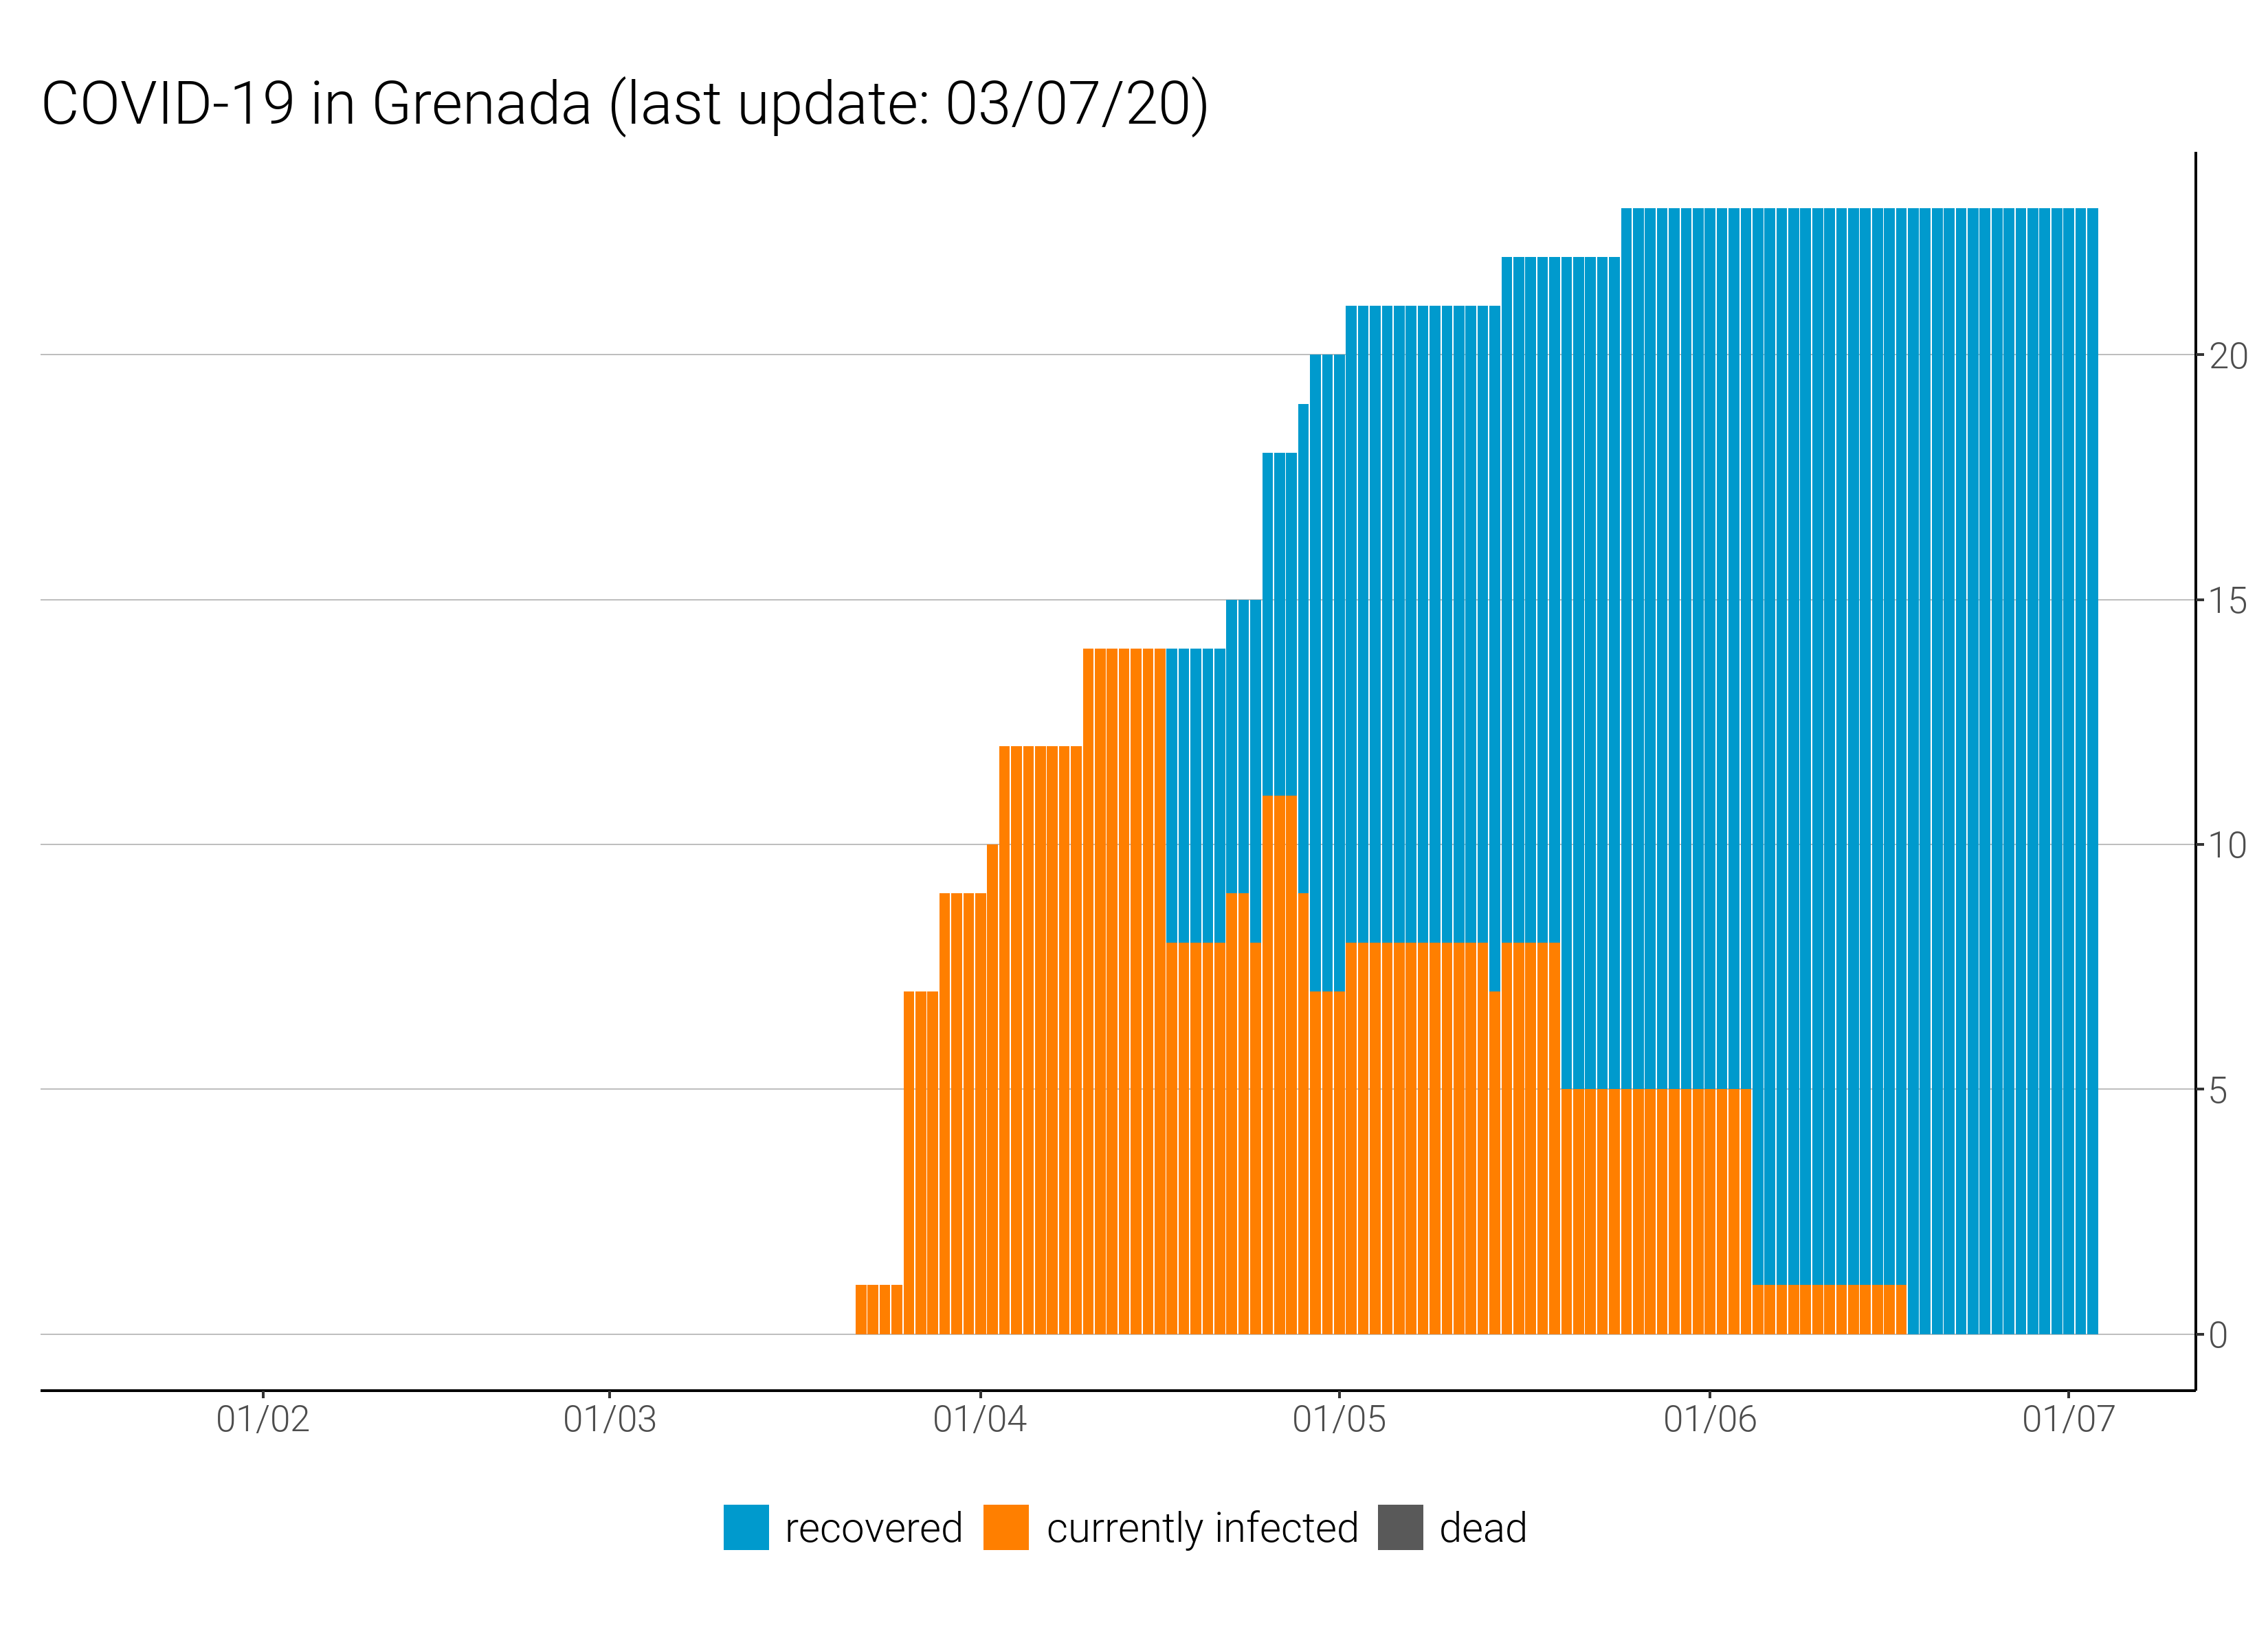 COVID-19 in Grenada (last update: 03/07/20)
20
15
10
5
0
01/02 01/03 01/04 01/05 01/06 01/07
recovered currently infected dead